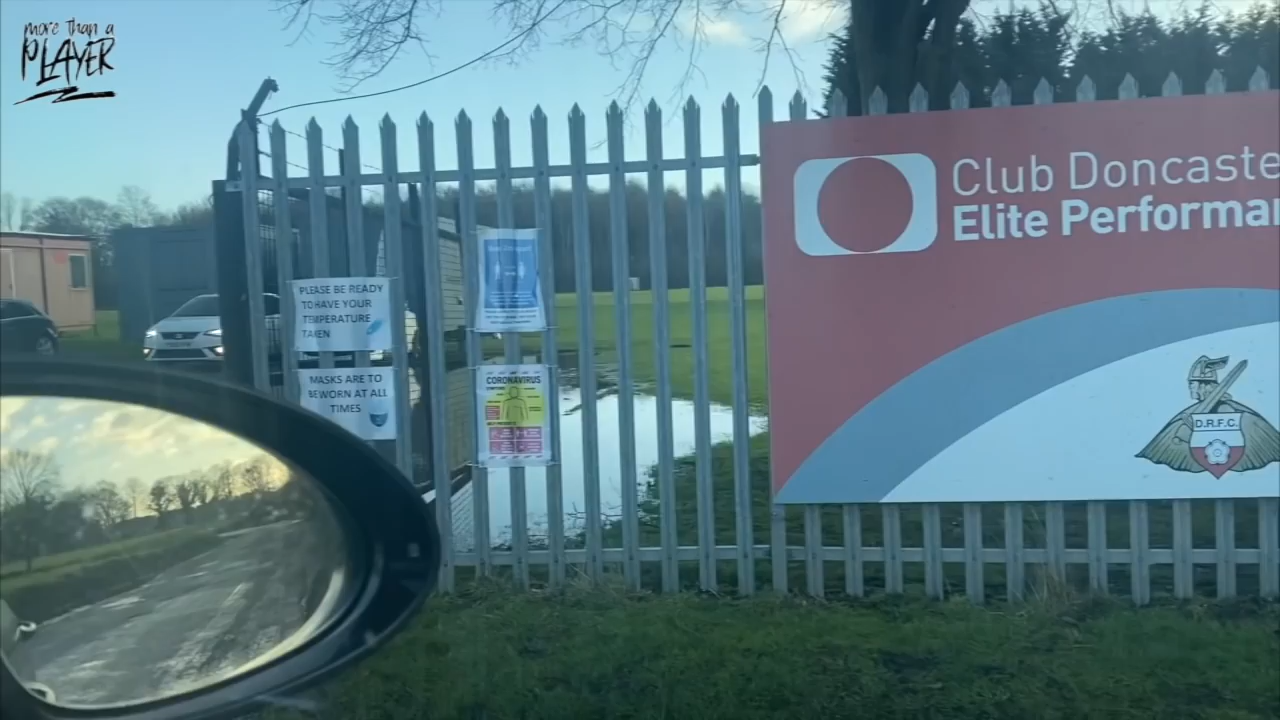 more than a
PLAYER
Club Doncaste
Elite Performan
D.R.F.C.
PLEASE BE READY
TO HAVE YOUR
TEMPERATURE
TAKEN
MASKS ARE TO
BEWORN AT ALL
TIMES
CORONAVIRUS